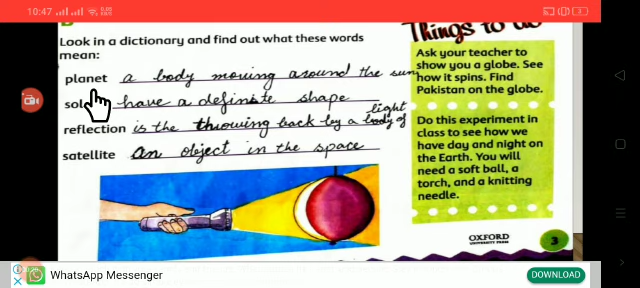 10:47
Things to do
Look in a dictionary and find out what these words
mean:
planet a body moving around the sun
sol have a definite shape
light
reflection is the throwing back by a body of
satellite an object in the space
Ask your teacher to
show you a globe. See
how it spins. Find
Pakistan on the globe.
Do this experiment in
class to see how we
have day and night on
the Earth. You will
need a soft ball, a
torch, and a knitting
needle.
OXFORD
UNIVERSITY PRESS
3
WhatsApp Messenger
DOWNLOAD